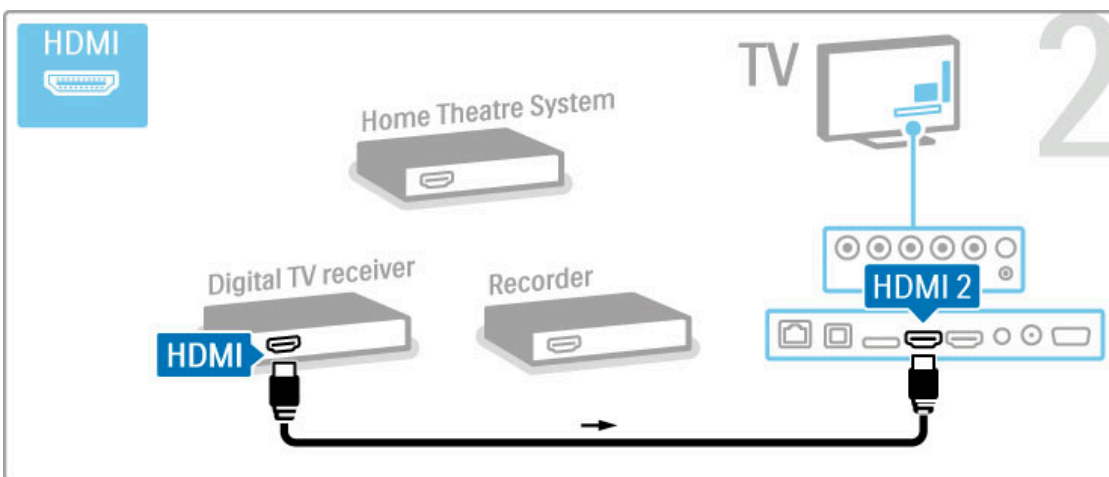 HDMI
TV
2
Home Theatre System
Digital TV receiver
Recorder
HDMI 2
HDMI